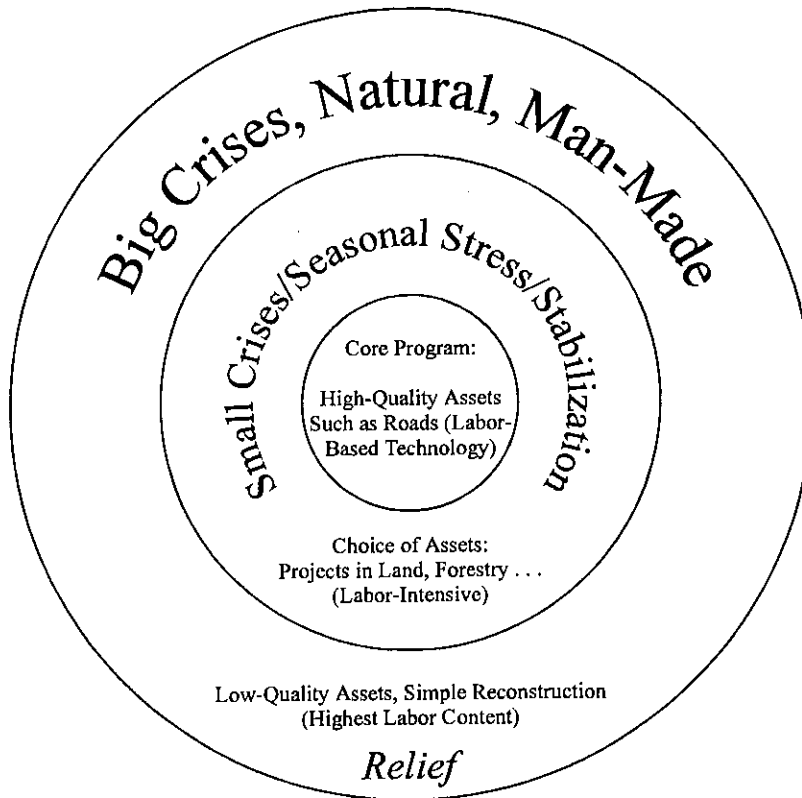 Big Crises, Natural, Man-Made
Small Crises/Seasonal Stress/Stabilization
Core Program:
High-Quality Assets
Such as Roads (Labor-
Based Technology)
Choice of Assets:
Projects in Land, Forestry . . .
(Labor-Intensive)
Low-Quality Assets, Simple Reconstruction
(Highest Labor Content)
Relief